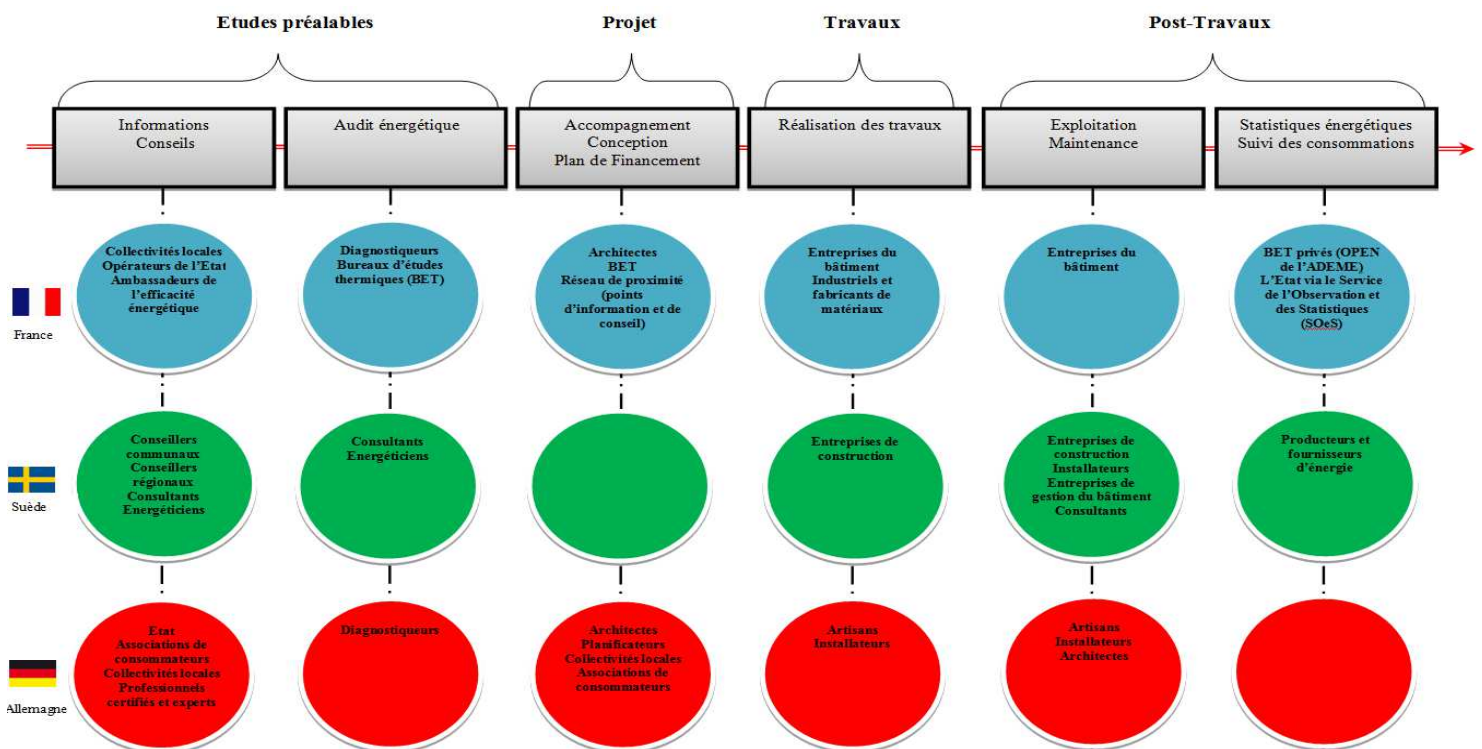 Etudes préalables
Projet
Travaux
Post-Travaux
Informations
Conseils
Audit énergétique
Accompagnement
Conception
Plan de Financement
Réalisation des travaux
Exploitation
Maintenance
Statistiques énergétiques
Suivi des consommations
France
Collectivités locales
Opérateurs de l'Etat
Ambassadeurs de
l'efficacité
énergétique
Diagnostiqueurs
Bureaux d'études
thermiques (BET)
Architectes
BET
Réseau de proximité
(points
d'information et de
conseil)
Entreprises du
bâtiment
Industriels et
fabricants de
matériaux
Entreprises du
bâtiment
BET privés (OPEN
de l'ADEME)
L'Etat via le Service
de l'Observation et
des Statistiques
(SOeS)
Suède
Conseillers
communaux
Conseillers
régionaux
Consultants
Energéticiens
Consultants
Energéticiens
Entreprises de
construction
Entreprises de
construction
Installateurs
Entreprises de
gestion du bâtiment
Consultants
Producteurs et
fournisseurs
d'énergie
Allemagne
Etat
Associations de
consommateurs
Collectivités locales
Professionnels
certifiés et experts
Diagnostiqueurs
Architectes
Planificateurs
Collectivités locales
Associations de
consommateurs
Artisans
Installateurs
Artisans
Installateurs
Architectes